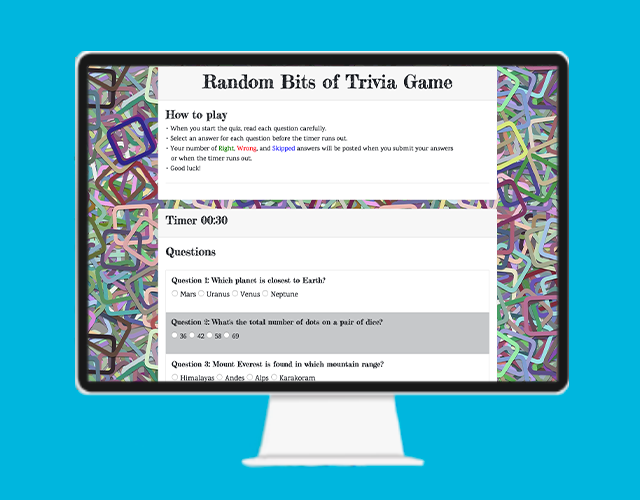 Random Bits of Trivia Game
How to play
• When you start the quiz, read each question carefully.
• Select an answer for each question before the timer runs out.
• Your number of Right, Wrong, and Skipped answers will be posted when you submit your answers
or when the timer runs out.
• Good luck!
Timer 00:30
Questions
Question 1: Which planet is closest to Earth?
Mars Uranus Venus Neptune
Question 2: What's the total number of dots on a pair of dice?
36 42 58 69
Question 3: Mount Everest is found in which mountain range?
Himalayas Andes Alps Karakoram